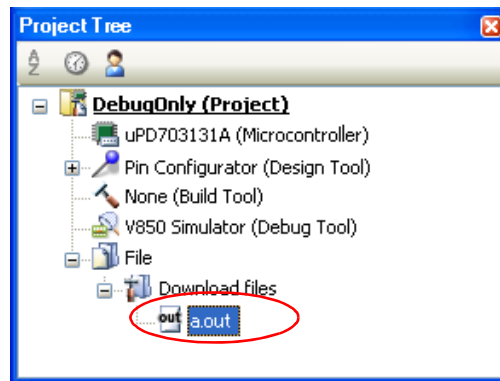 Project Tree
DebugOnly (Project)
uPD703131A (Microcontroller)
Pin Configurator (Design Tool)
None (Build Tool)
V850 Simulator (Debug Tool)
File
Download files
out a.out